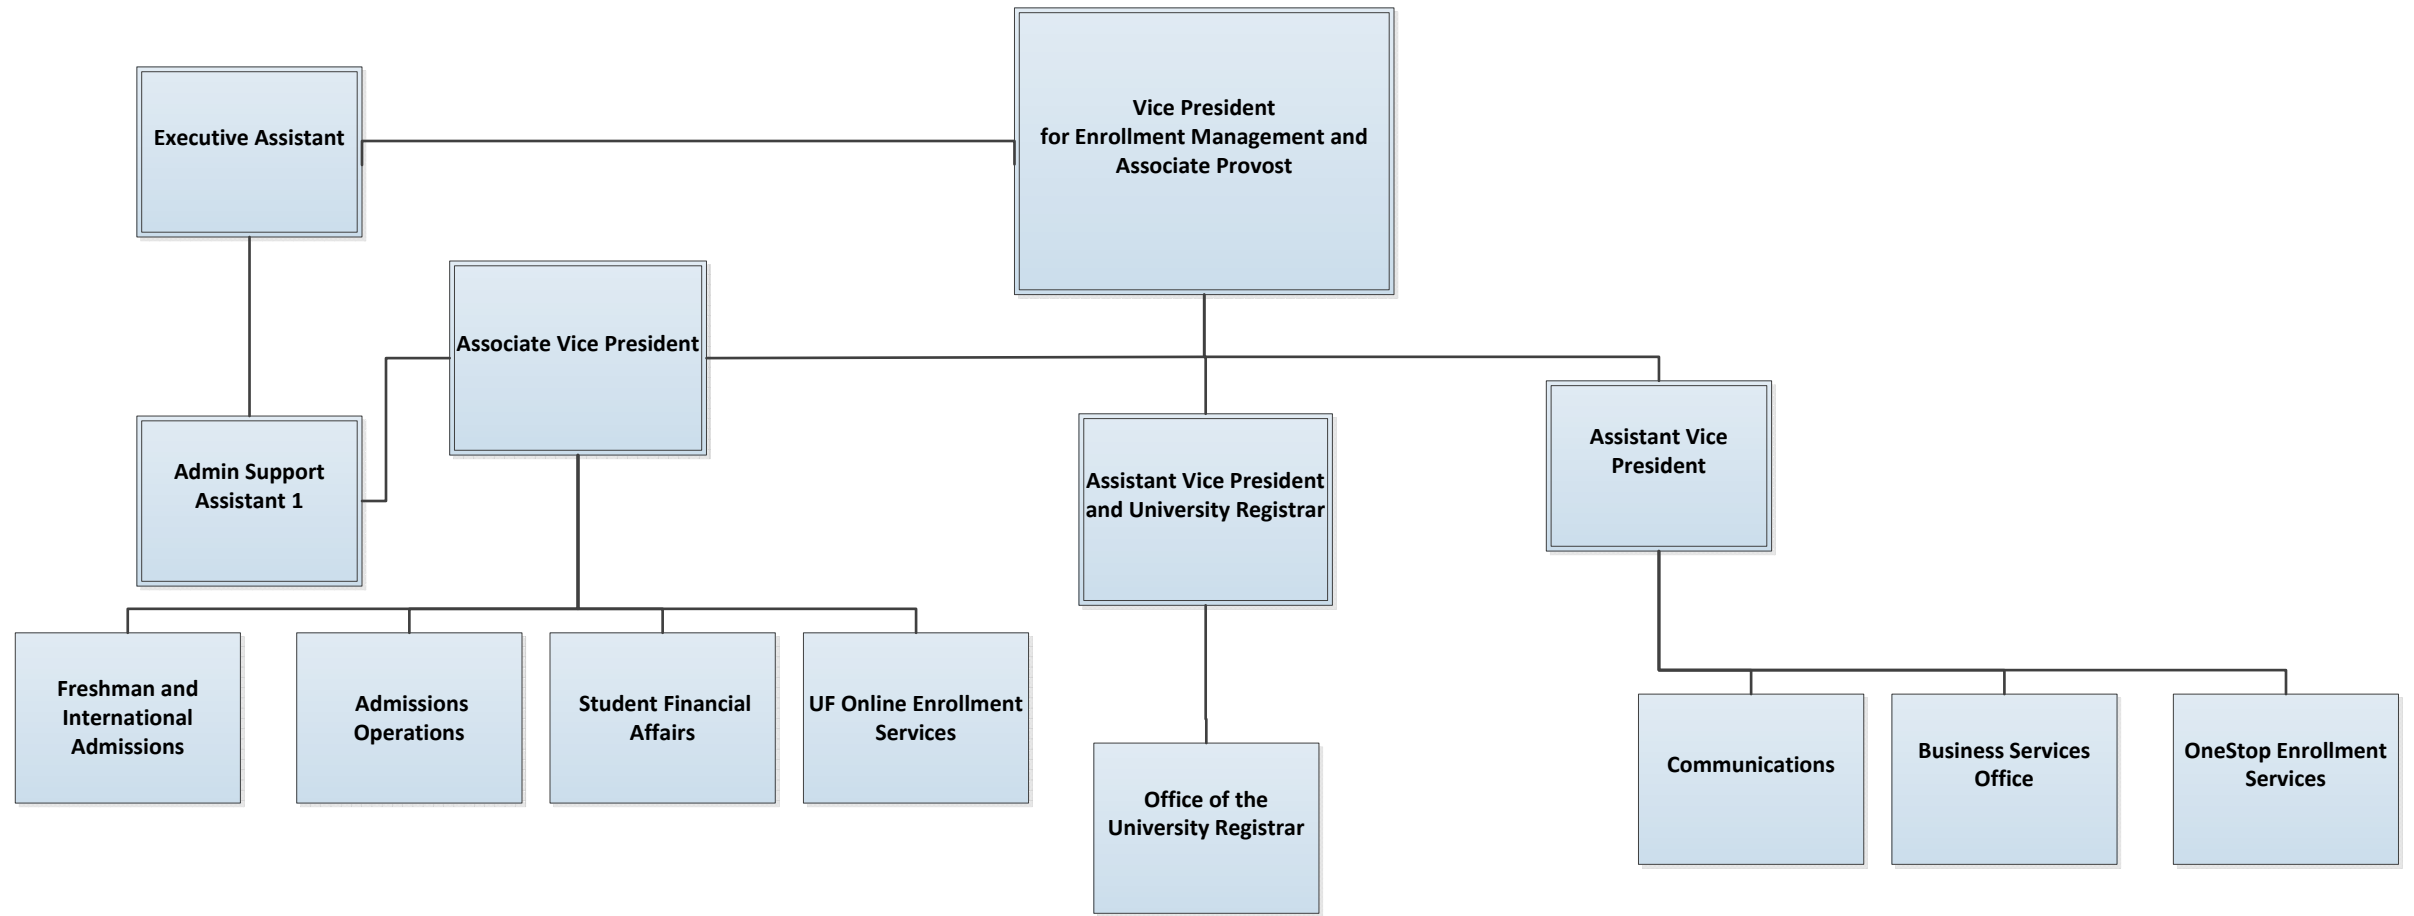 Vice President
for Enrollment Management and
Associate Provost
Executive Assistant
Associate Vice President
Admin Support
Assistant 1
Assistant Vice President
and University Registrar
Assistant Vice
President
Freshman and
International
Admissions
Admissions
Operations
Student Financial
Affairs
UF Online Enrollment
Services
Office of the
University Registrar
Communications
Business Services
Office
OneStop Enrollment
Services